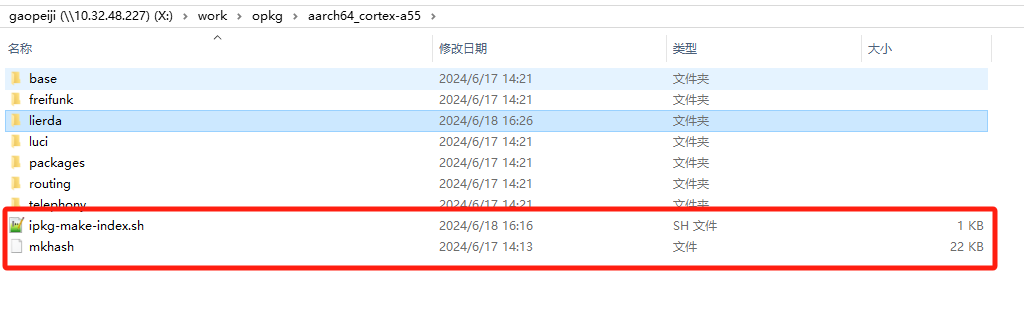 gaopeiji (\\10.32.48.227) (X:) > work > opkg > aarch64_cortex-a55 >
名称 修改日期 类型 大小
base 2024/6/17 14:21 文件夹
freifunk 2024/6/17 14:21 文件夹
lierda 2024/6/18 16:26 文件夹
luci 2024/6/17 14:21 文件夹
packages 2024/6/17 14:21 文件夹
routing 2024/6/17 14:21 文件夹
telephony 2024/6/17 14:21 文件夹
ipkg-make-index.sh 2024/6/18 16:16 SH 文件 1 KB
mkhash 2024/6/17 14:13 文件 22 KB